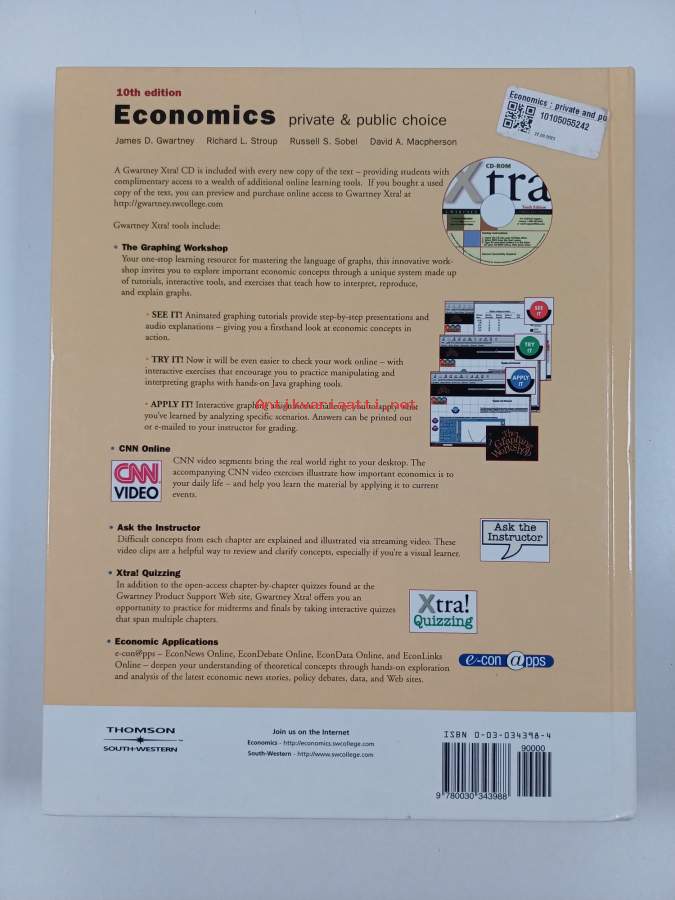 10th edition
Economics private & public choice
James D. Gwartney Richard L. Stroup Russell S. Sobel David A. Macpherson
Economics : private and pu
10105055242
A Gwartney Xtra! CD is included with every new copy of the text – providing students with
complimentary access to a wealth of additional online learning tools. If you bought a used
copy of the text, you can preview and purchase online access to Gwartney Xtra! at
http://gwartney.swcollege.com
CD-ROM
Xtra!
Gwartney Xtra! tools include:
• The Graphing Workshop
Your one-stop learning resource for mastering the language of graphs, this innovative work-
shop invites you to explore important economic concepts through a unique system made up
of tutorials, interactive tools, and exercises that teach how to interpret, reproduce,
and explain graphs.
• SEE IT! Animated graphing tutorials provide step-by-step presentations and
audio explanations – giving you a firsthand look at economic concepts in
action.
• TRY IT! Now it will be even easier to check your work online – with
interactive exercises that encourage you to practice manipulating and
interpreting graphs with hands-on Java graphing tools.
• APPLY IT! Interactive graphing assignments challenge you to apply what
you've learned by analyzing specific scenarios. Answers can be printed out
or e-mailed to your instructor for grading.
Antikvariaatti.net
SEE
IT
TRY
IT
APPLY
IT
The
Graphing
Workshop
• CNN Online
CNN
VIDEO
CNN video segments bring the real world right to your desktop. The
accompanying CNN video exercises illustrate how important economics is to
your daily life – and help you learn the material by applying it to current
events.
• Ask the Instructor
Difficult concepts from each chapter are explained and illustrated via streaming video. These
video clips are a helpful way to review and clarify concepts, especially if you're a visual learner.
Ask the
Instructor
• Xtra! Quizzing
In addition to the open-access chapter-by-chapter quizzes found at the
Gwartney Product Support Web site, Gwartney Xtra! offers you an
opportunity to practice for midterms and finals by taking interactive quizzes
that span multiple chapters.
Xtra!
Quizzing
• Economic Applications
e-con@pps – EconNews Online, EconDebate Online, EconData Online, and EconLinks
Online – deepen your understanding of theoretical concepts through hands-on exploration
and analysis of the latest economic news stories, policy debates, data, and Web sites.
e-con @pps
THOMSON
SOUTH-WESTERN
Join us on the Internet
Economics - http://economics.swcollege.com
South-Western - http://www.swcollege.com
ISBN 0-03-034398-4
90000
9 780030 343988